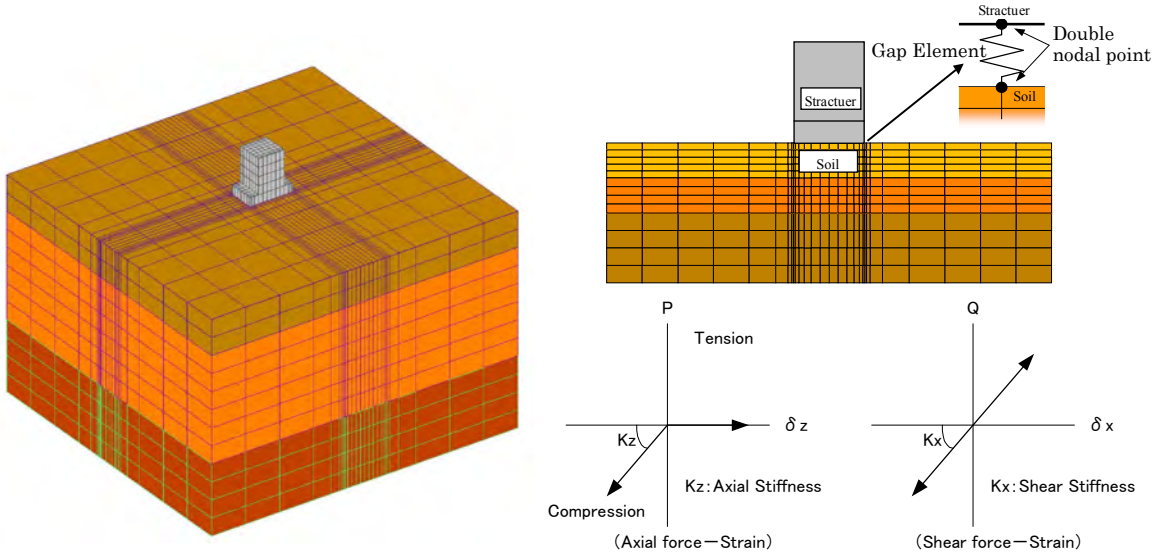 Stractuer
Gap Element
Double
nodal point
Soil
Stractuer
Soil
P
Tension
δz
Kz
Kz:Axial Stiffness
Compression
(Axial force－Strain)
Q
δx
Kx
Kx:Shear Stiffness
(Shear force－Strain)